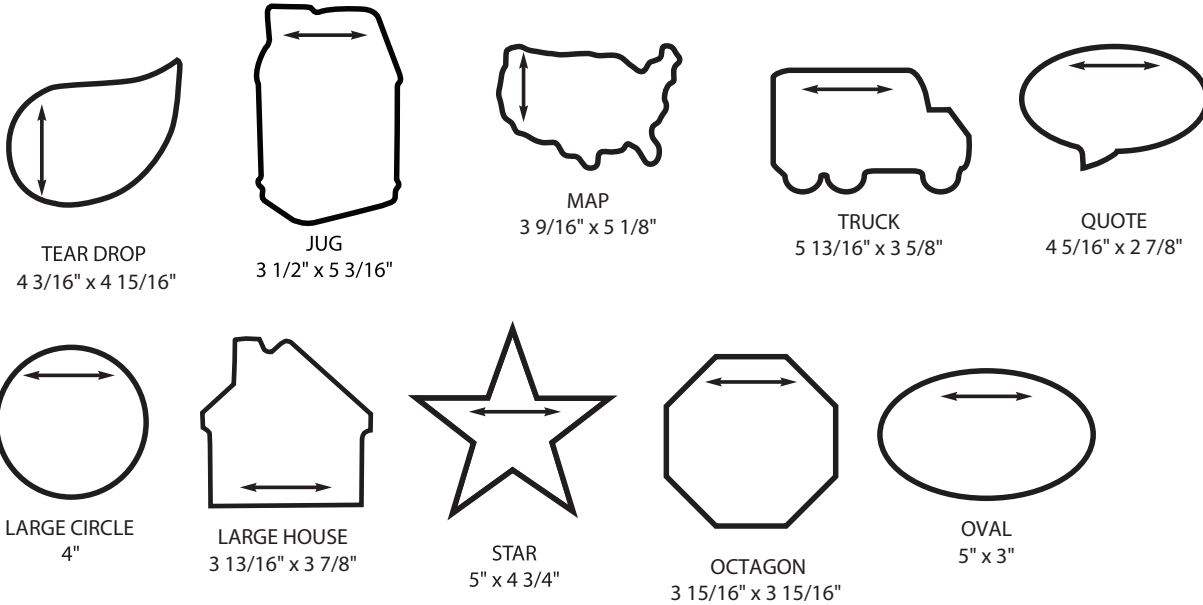 TEAR DROP
4 3/16" x 4 15/16"
JUG
3 1/2" x 5 3/16"
MAP
3 9/16" x 5 1/8"
TRUCK
5 13/16" x 3 5/8"
QUOTE
4 5/16" x 2 7/8"
LARGE CIRCLE
4"
LARGE HOUSE
3 13/16" x 3 7/8"
STAR
5" x 4 3/4"
OCTAGON
3 15/16" x 3 15/16"
OVAL
5" x 3"